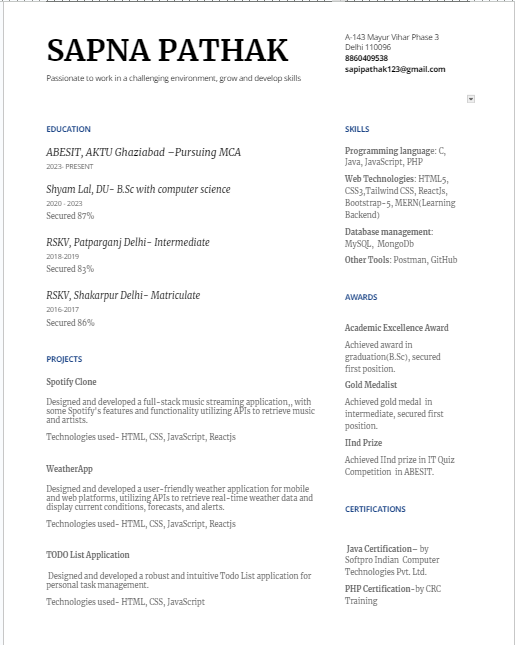 SAPNA PATHAK
Passionate to work in a challenging environment, grow and develop skills
A-143 Mayur Vihar Phase 3
Delhi 110096
8860409538
sapipathak123@gmail.com
EDUCATION
ABESIT, AKTU Ghaziabad –Pursuing MCA
2023- PRESENT
Shyam Lal, DU- B.Sc with computer science
2020 - 2023
Secured 87%
RSKV, Patparganj Delhi- Intermediate
2018-2019
Secured 83%
RSKV, Shakarpur Delhi- Matriculate
2016-2017
Secured 86%
PROJECTS
Spotify Clone
Designed and developed a full-stack music streaming application,, with
some Spotify's features and functionality utilizing APIs to retrieve music
and artists.
Technologies used- HTML, CSS, JavaScript, Reactjs
WeatherApp
Designed and developed a user-friendly weather application for mobile
and web platforms, utilizing APIs to retrieve real-time weather data and
display current conditions, forecasts, and alerts.
Technologies used- HTML, CSS, JavaScript, Reactjs
TODO List Application
Designed and developed a robust and intuitive Todo List application for
personal task management.
Technologies used- HTML, CSS, JavaScript
SKILLS
Programming language: C,
Java, JavaScript, PHP
Web Technologies: HTML5,
CSS3,Tailwind CSS, ReactJs,
Bootstrap-5, MERN(Learning
Backend)
Database management:
MySQL, MongoDb
Other Tools: Postman, GitHub
AWARDS
Academic Excellence Award
Achieved award in
graduation(B.Sc), secured
first position.
Gold Medalist
Achieved gold medal in
intermediate, secured first
position.
IInd Prize
Achieved IInd prize in IT Quiz
Competition in ABESIT.
CERTIFICATIONS
Java Certification– by
Softpro Indian Computer
Technologies Pvt. Ltd.
PHP Certification-by CRC
Training